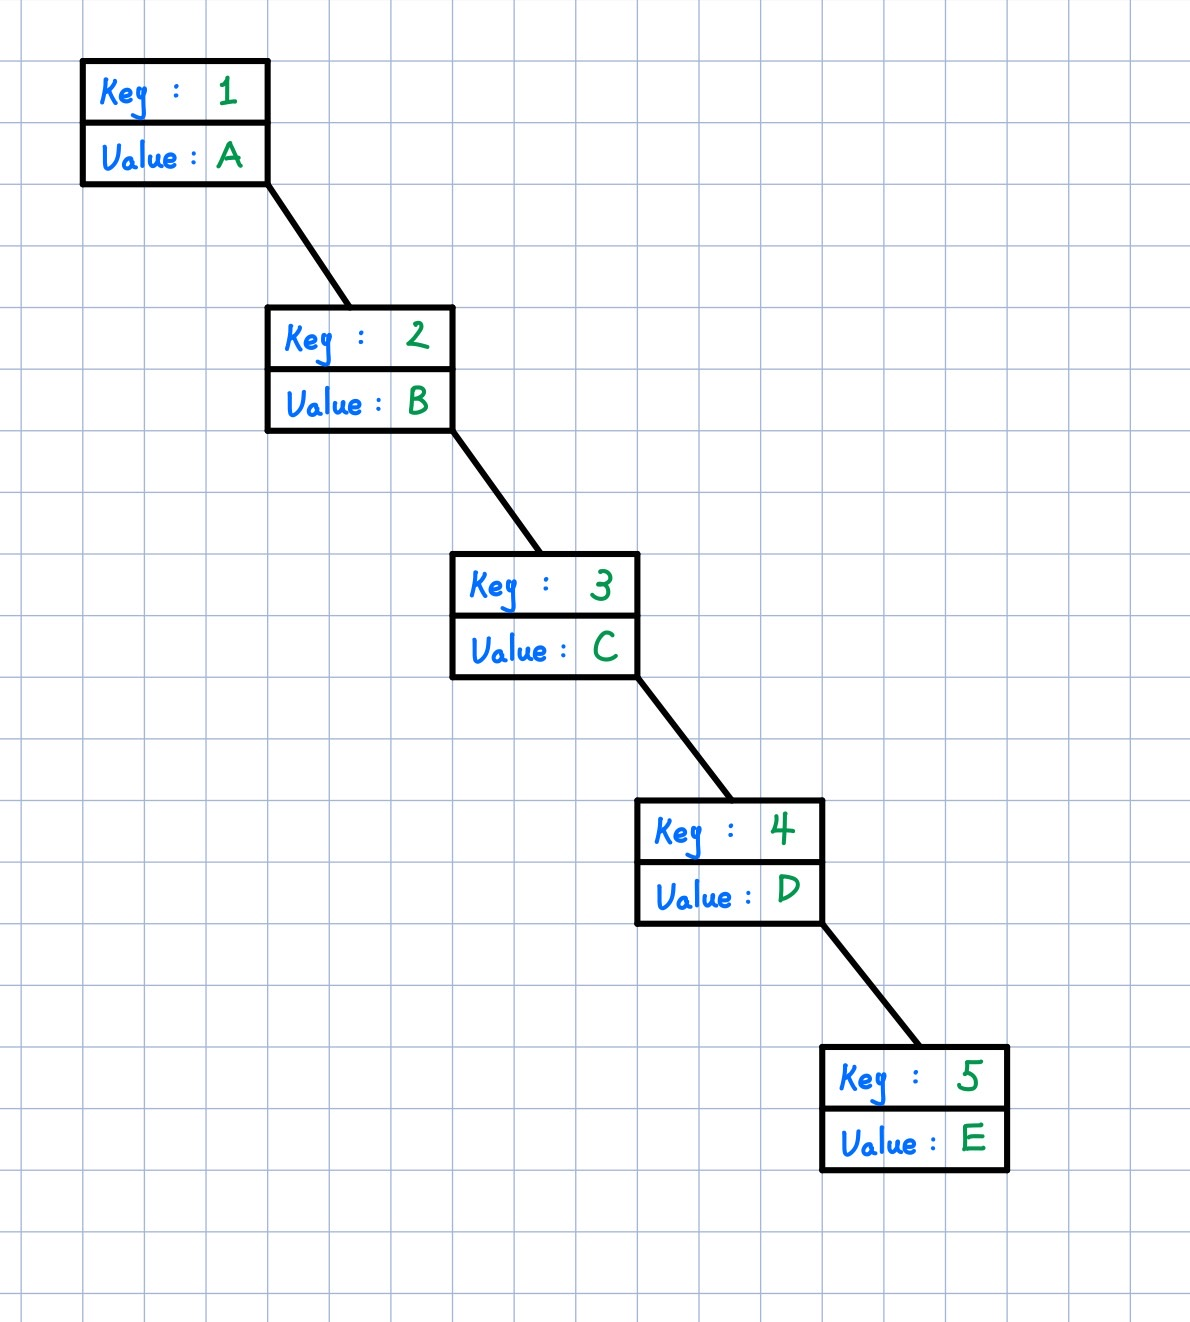 Key : 1
Value : A
Key : 2
Value : B
Key : 3
Value : C
Key : 4
Value : D
Key : 5
Value : E